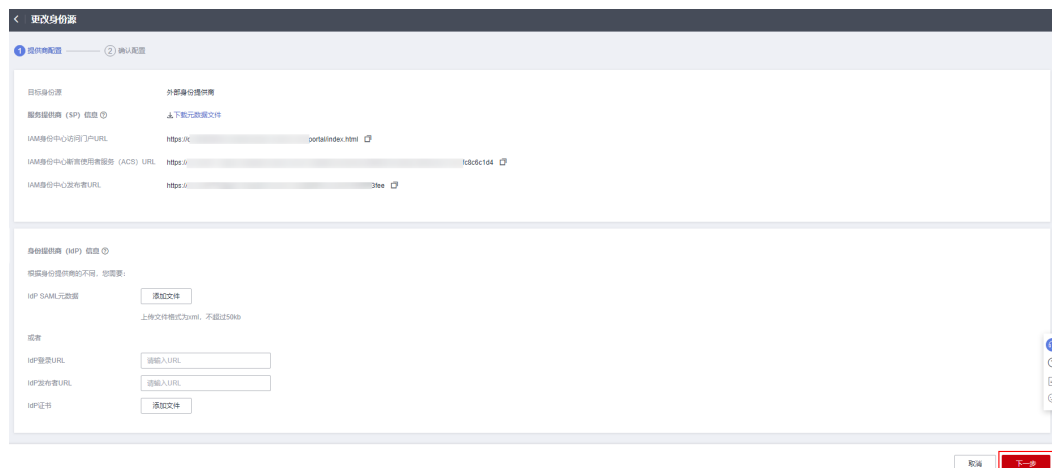 更改身份源
1 提供商配置 2 确认配置
目标身份源 外部身份提供商
服务提供商（SP）信息 下载元数据文件
IAM身份中心访问门户URL https:// portal/index.html
IAM身份中心断言使用者服务（ACS）URL https:// fc8c6c1d4
IAM身份中心发布者URL https:// 3fee
身份提供商（IdP）信息
根据身份提供商的不同，您需要：
IdP SAML元数据 添加文件
上传文件格式为xml，不超过50kb
或者
IdP登录URL 请输入URL
IdP发布者URL 请输入URL
IdP证书 添加文件
取消 下一步